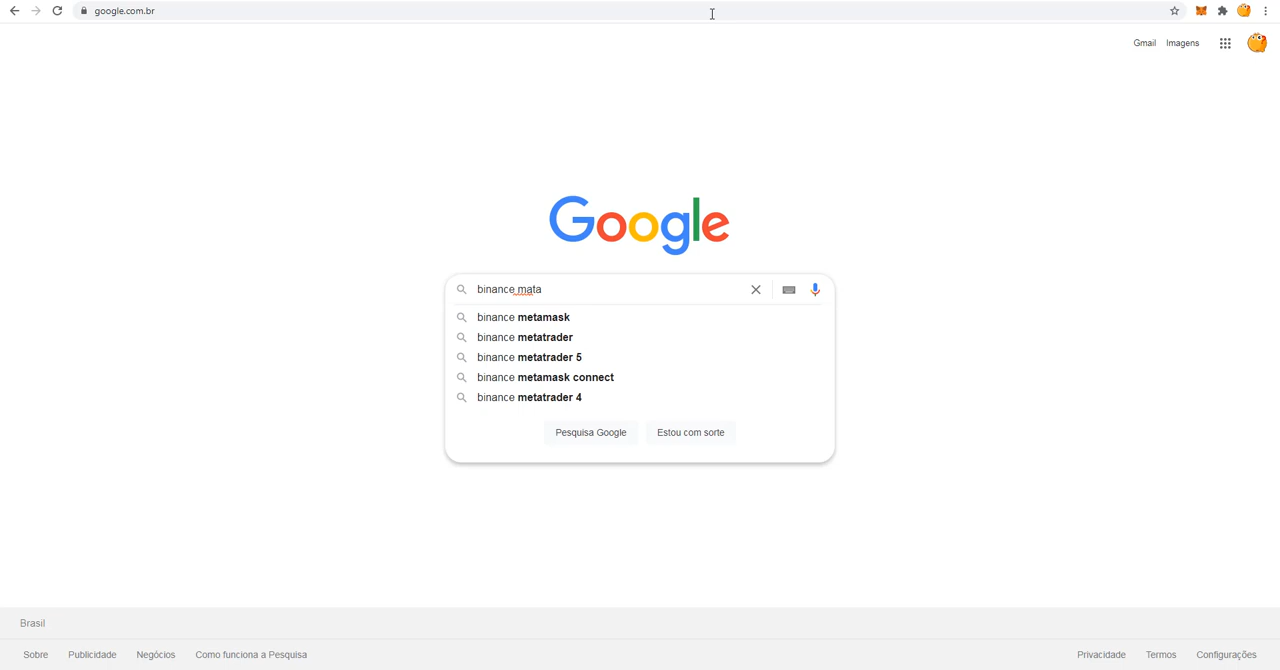 google.com.br
Gmail Imagens
Google
binance mata
binance metamask
binance metatrader
binance metatrader 5
binance metamask connect
binance metatrader 4
Pesquisa Google Estou com sorte
Brasil
Sobre Publicidade Negócios Como funciona a Pesquisa Privacidade Termos Configurações